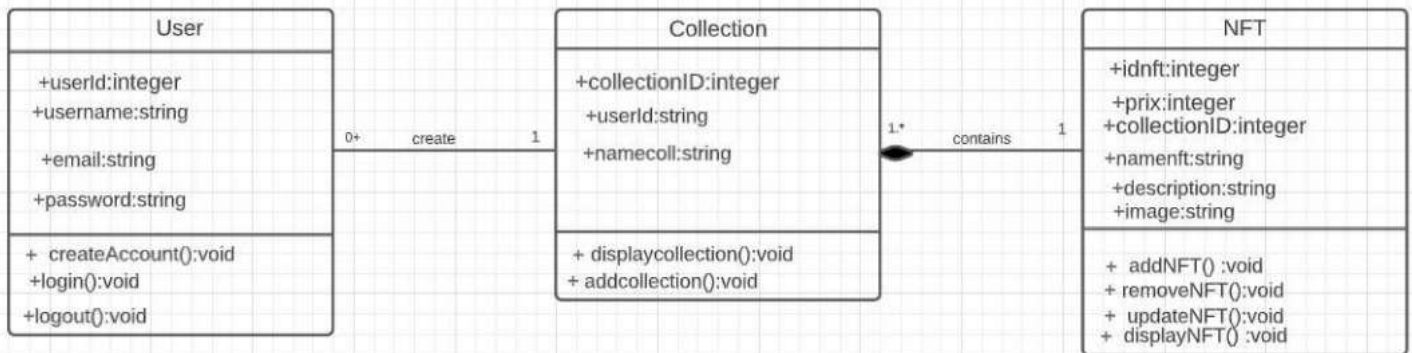 User
+userId:integer
+username:string
+email:string
+password:string
+ createAccount():void
+login():void
+logout():void
0+ create 1
Collection
+collectionID:integer
+userId:string
+namecoll:string
+ displaycollection():void
+ addcollection():void
1.* contains 1
NFT
+idnft:integer
+prix:integer
+collectionID:integer
+namenft:string
+description:string
+image:string
+ addNFT() :void
+ removeNFT():void
+ updateNFT():void
+ displayNFT() :void